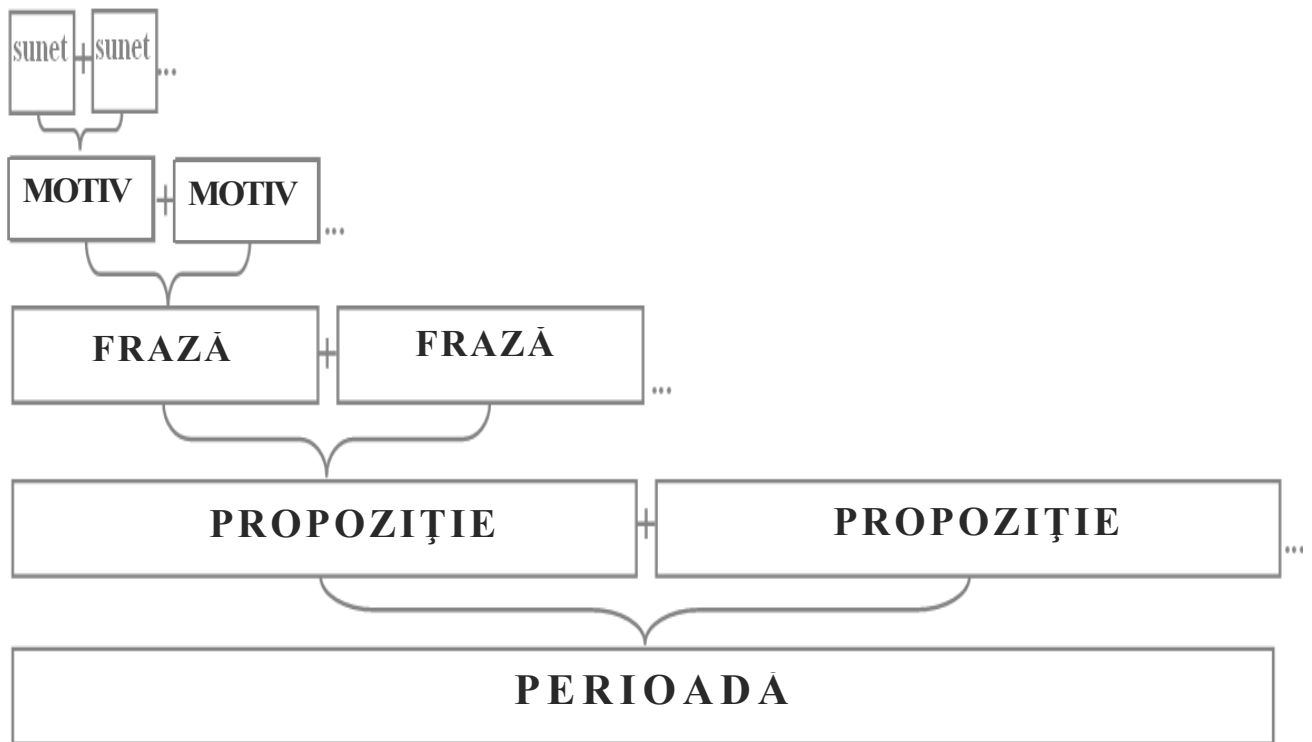 sunet + sunet ...
MOTIV + MOTIV ...
FRAZĂ + FRAZĂ ...
PROPOZIŢIE + PROPOZIŢIE ...
PERIOADĂ